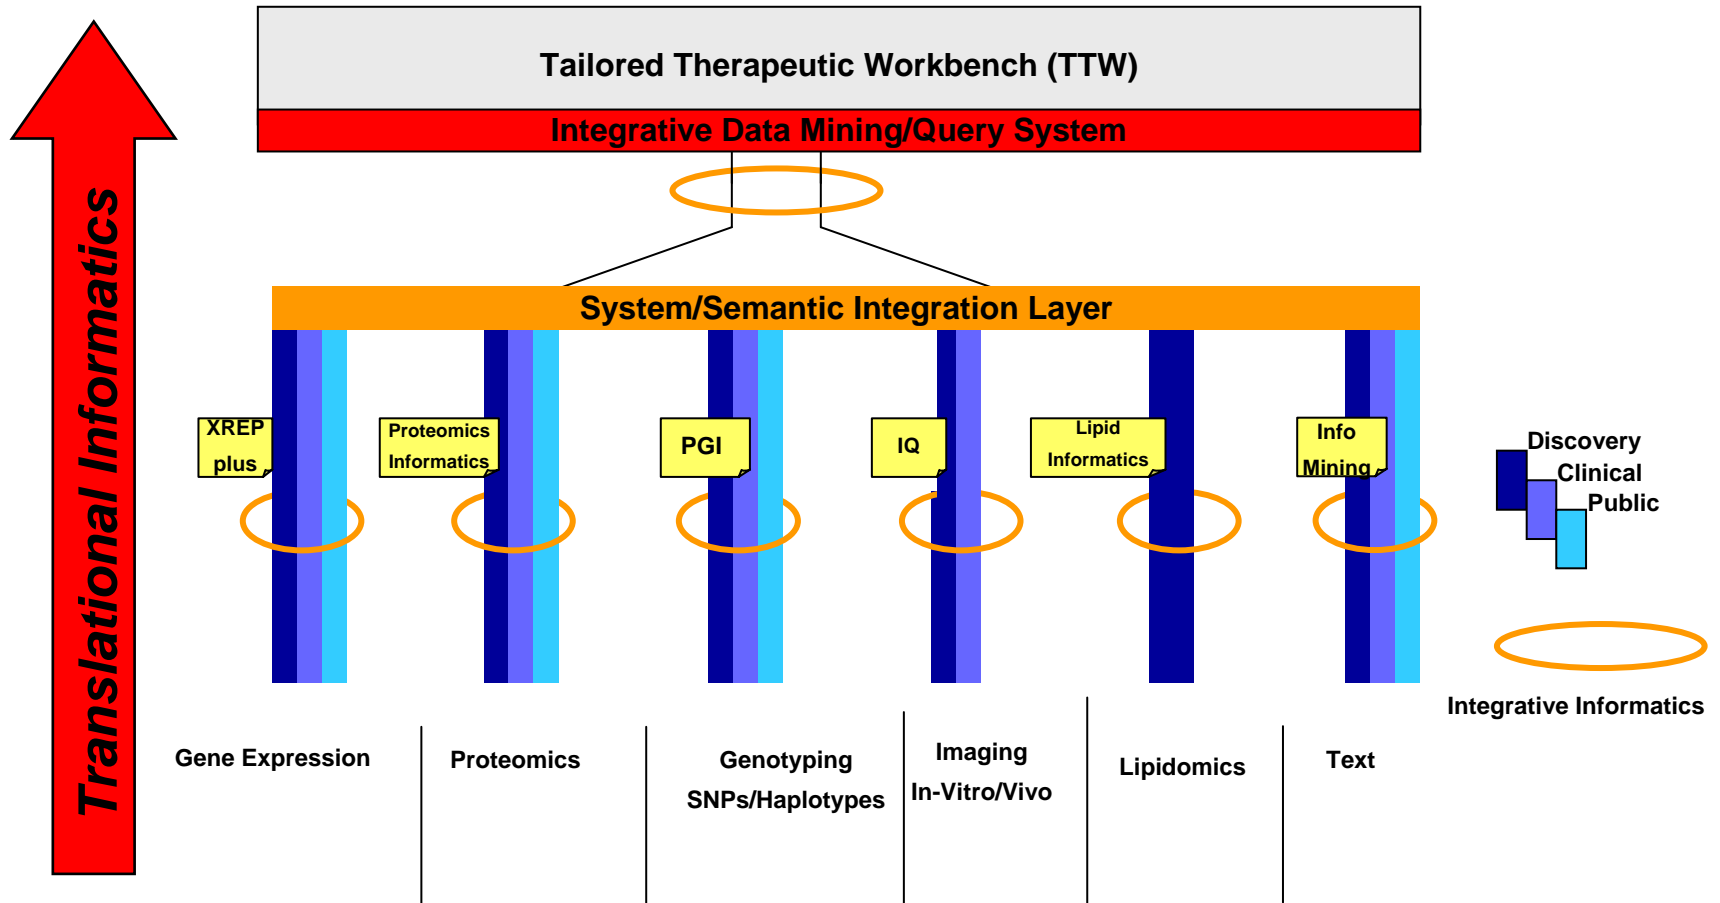 Tailored Therapeutic Workbench (TTW)
Integrative Data Mining/Query System
Translational Informatics
System/Semantic Integration Layer
XREP
plus
Proteomics
Informatics
PGI
IQ
Lipid
Informatics
Info
Mining
Discovery
Clinical
Public
Integrative Informatics
Gene Expression
Proteomics
Genotyping
SNPs/Haplotypes
Imaging
In-Vitro/Vivo
Lipidomics
Text